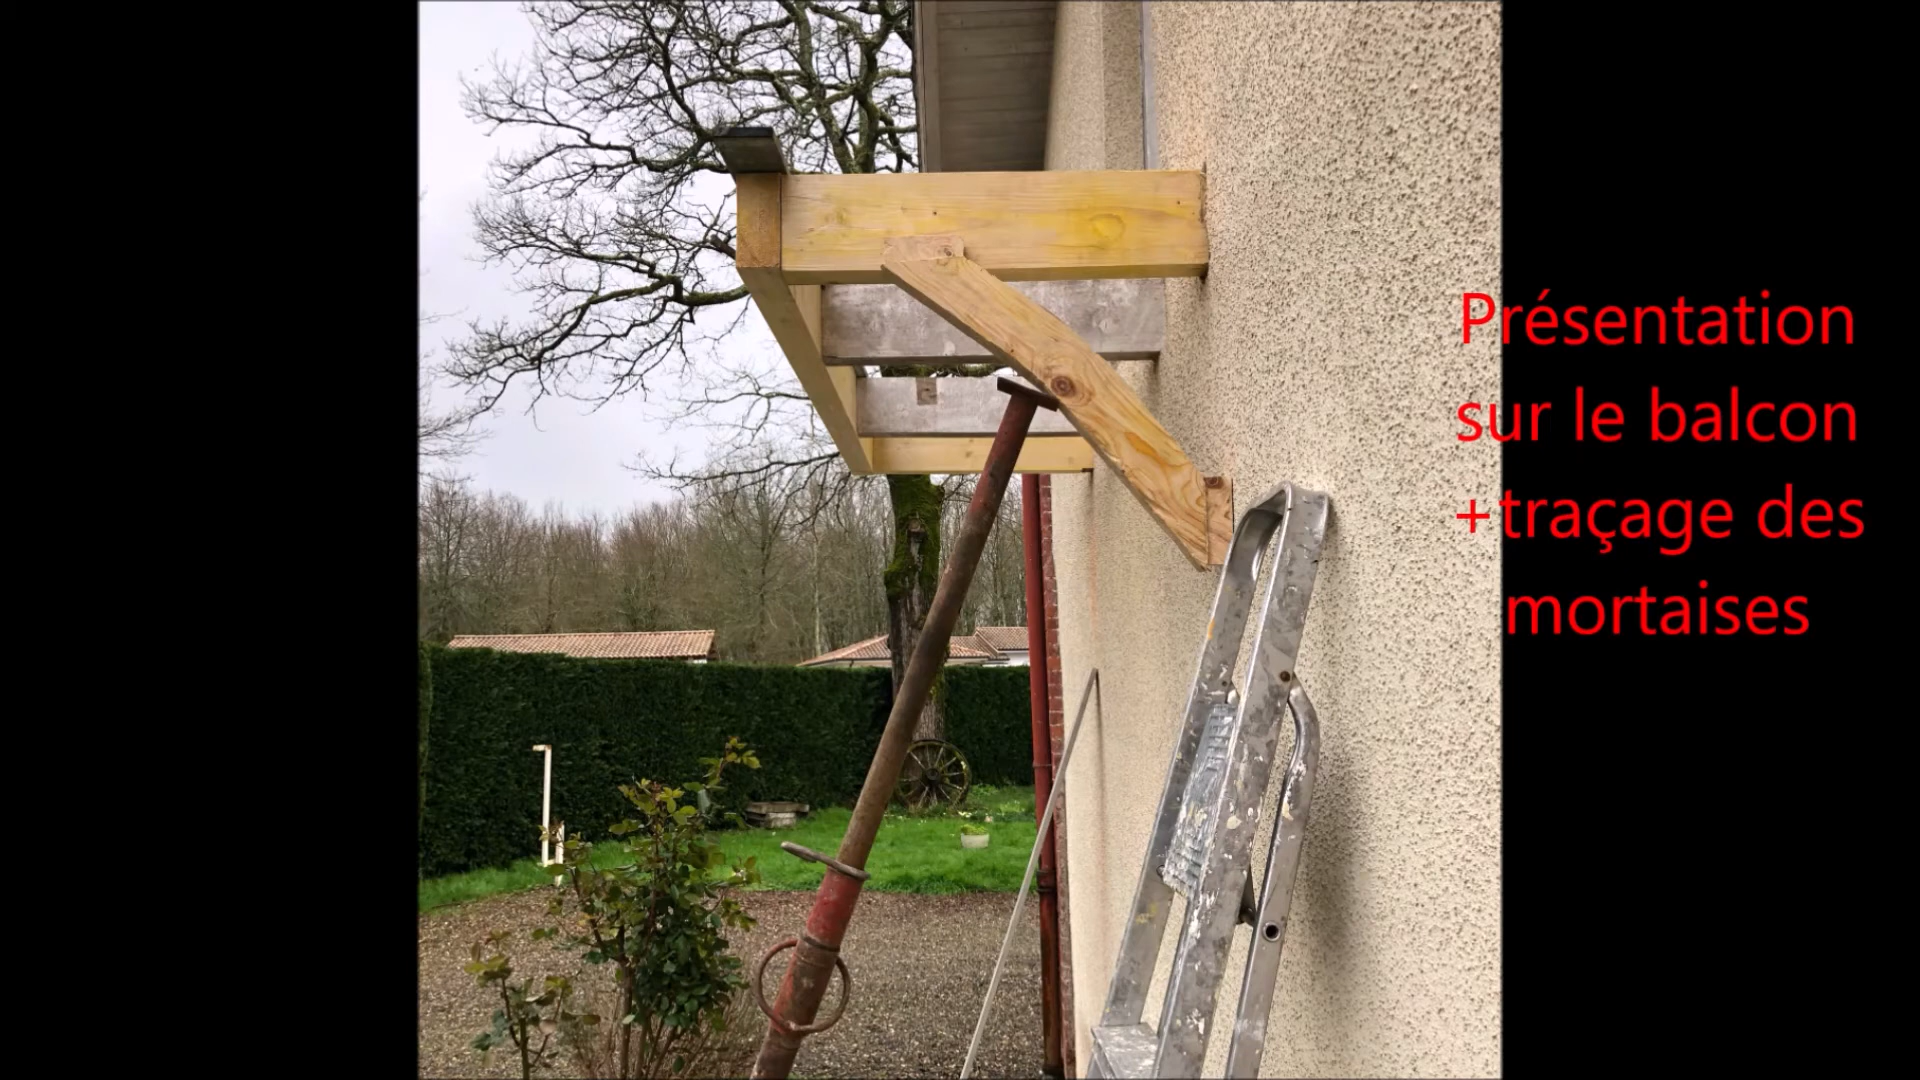 Présentation
sur le balcon
+traçage des
mortaises